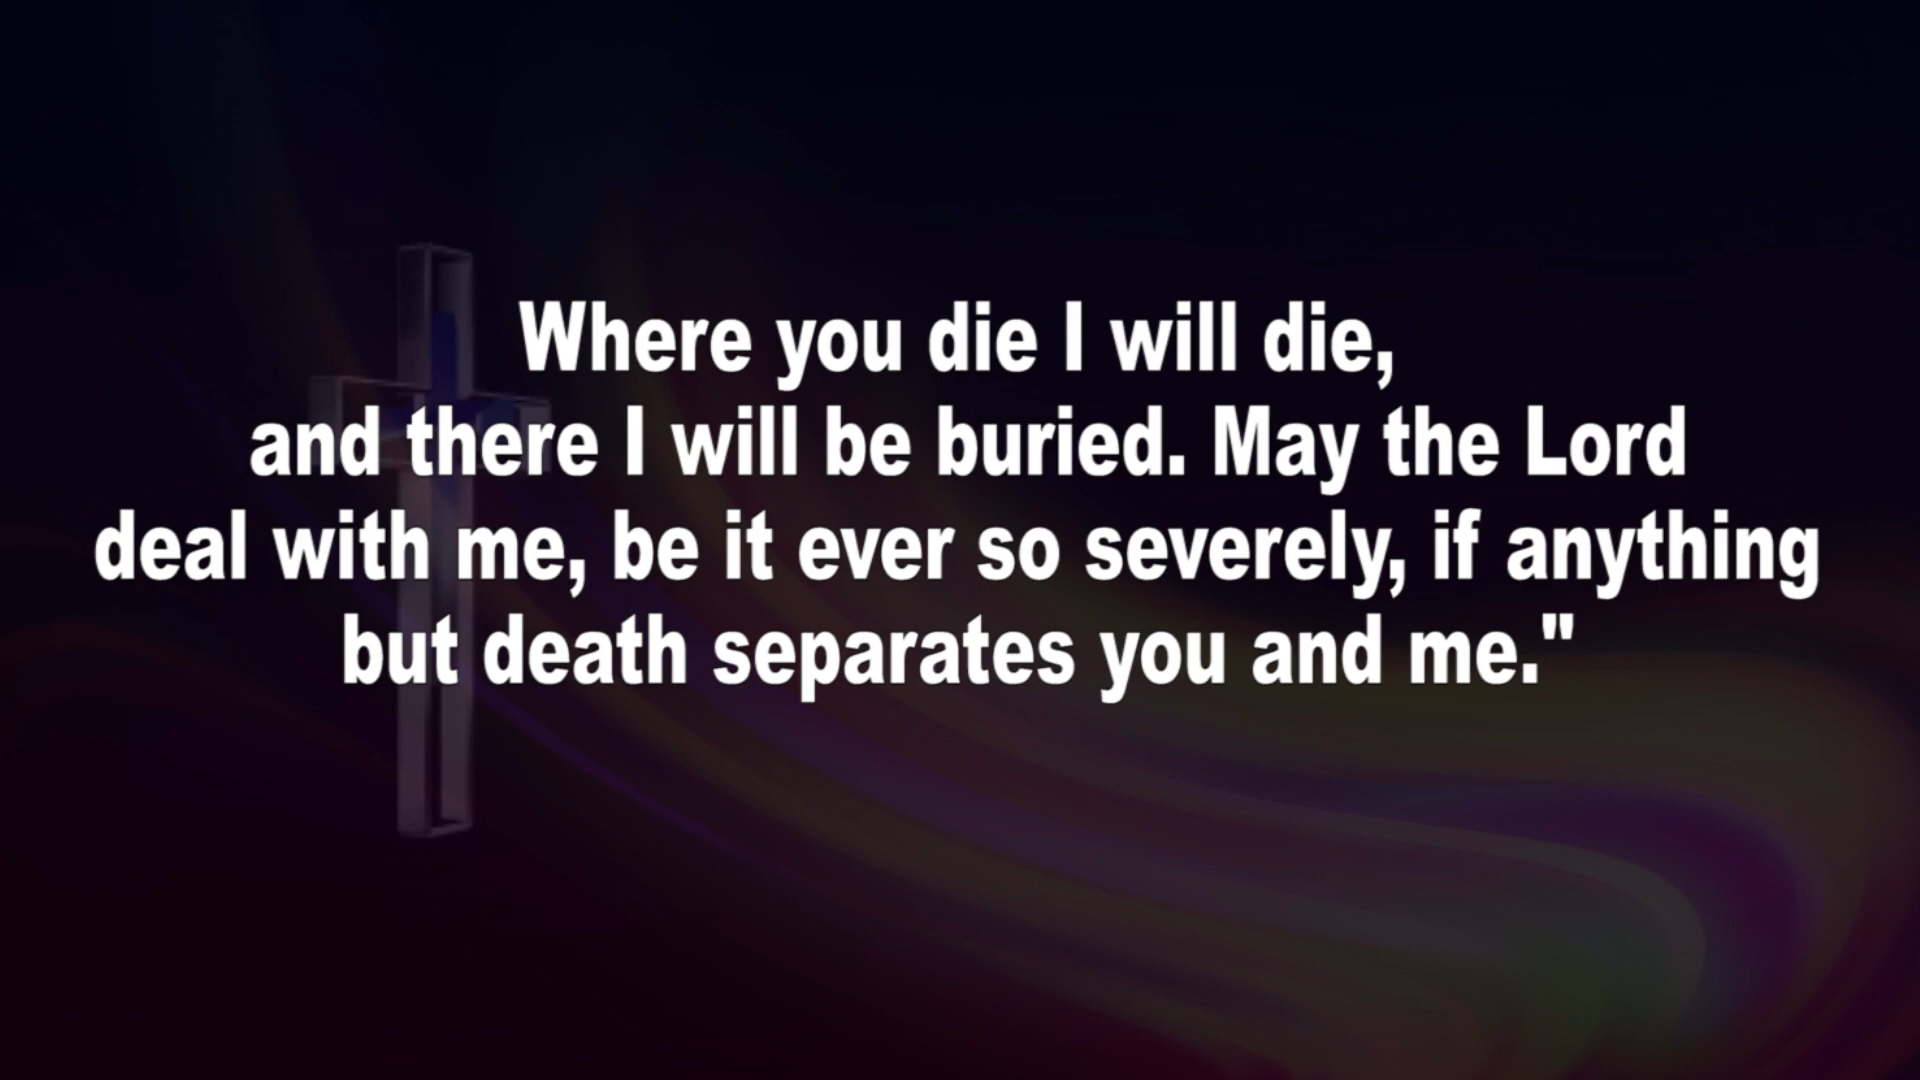 Where you die I will die,
and there I will be buried. May the Lord
deal with me, be it ever so severely, if anything
but death separates you and me."